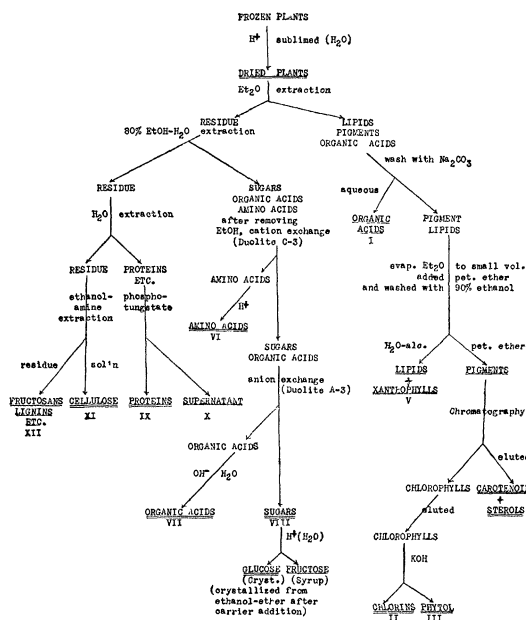 FROZEN PLANTS
H+ sublimed (H2O)
DRIED PLANTS
Et2O extraction
RESIDUE
80% EtOH-H2O extraction
LIPIDS
PIGMENTS
ORGANIC ACIDS
wash with Na2CO3
aqueous
ORGANIC
ACIDS
I
PIGMENT
LIPIDS
RESIDUE
H2O extraction
SUGARS
ORGANIC ACIDS
AMINO ACIDS
after removing
EtOH, cation exchange
(Duolite C-3)
RESIDUE
PROTEINS
ETC.
ethanol-
amine
extraction
phospho-
tungstate
AMINO ACIDS
H+
AMINO ACIDS
VI
SUGARS
ORGANIC ACIDS
evap. Et2O to small vol.
added pet. ether
and washed with 90% ethanol
H2O-alc.
pet. ether
LIPIDS
+
XANTHOPHYLLS
V
PIGMENTS
residue
sol'n
FRUCTOSANS
LIGNINS
ETC.
XII
CELLULOSE
XI
PROTEINS
IX
SUPERNATANT
X
anion exchange
(Duolite A-3)
ORGANIC ACIDS
OH- H2O
ORGANIC ACIDS
VII
SUGARS
VIII
H+(H2O)
GLUCOSE FRUCTOSE
(Cryst.) (Syrup)
(crystallized from
ethanol-ether after
carrier addition)
Chromatography
eluted
CHLOROPHYLLS
eluted
CAROTENOIDS
+
STEROLS
CHLOROPHYLLS
KOH
CHLORINS
II
PHYTOL
III